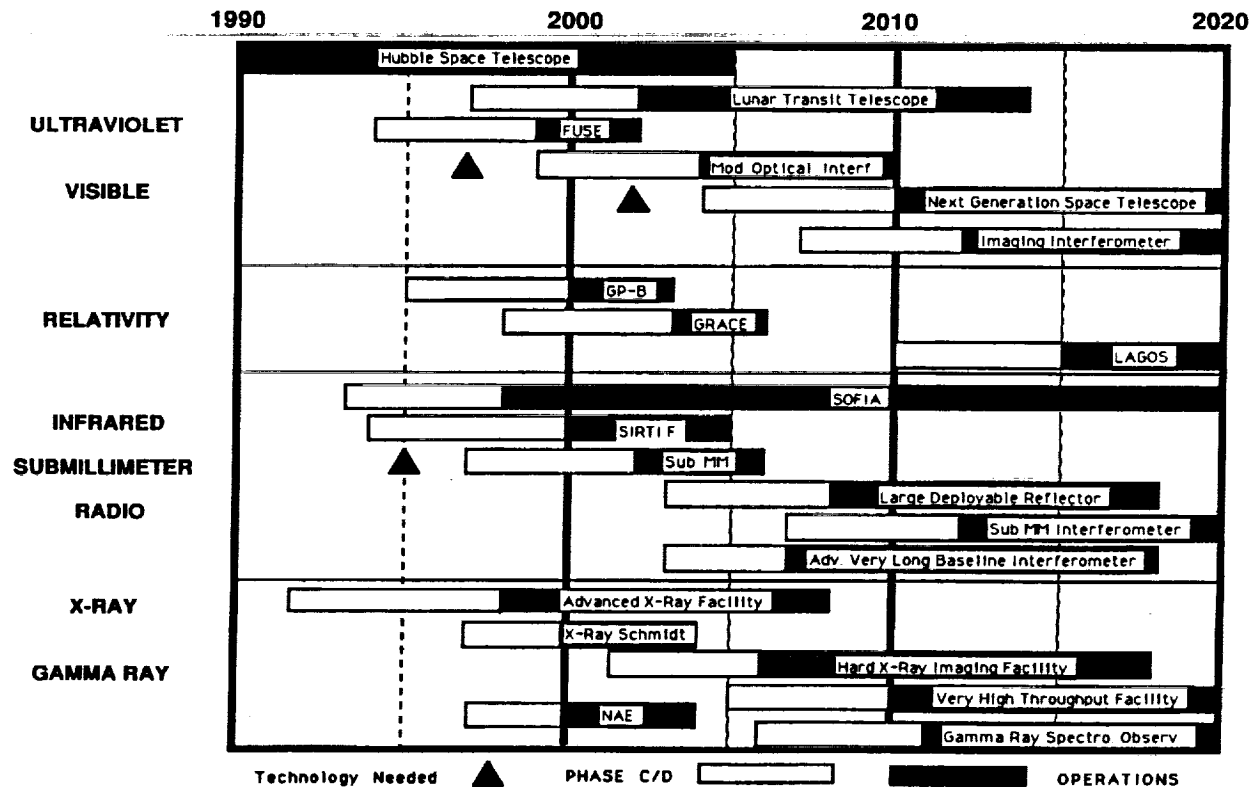 1990 2000 2010 2020
Hubble Space Telescope
Lunar Transit Telescope
ULTRAVIOLET
FUSE
Mod Optical Interf
VISIBLE
Next Generation Space Telescope
Imaging Interferometer
GP-B
RELATIVITY
GRACE
LAGOS
SOFIA
INFRARED
SIRTIF
SUBMILLIMETER
Sub MM
Large Deployable Reflector
RADIO
Sub MM Interferometer
Adv. Very Long Baseline Interferometer
X-RAY
Advanced X-Ray Facility
X-Ray Schmidt
Hard X-Ray Imaging Facility
GAMMA RAY
Very High Throughput Facility
NAE
Gamma Ray Spectro. Observ
Technology Needed PHASE C/D OPERATIONS